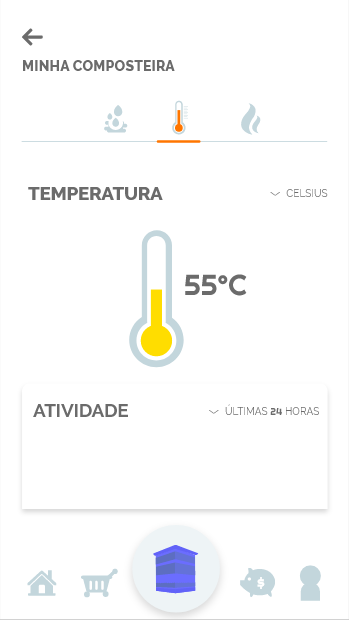 MINHA COMPOSTEIRA
TEMPERATURA
CELSIUS
55°C
ATIVIDADE
ÚLTIMAS 24 HORAS
$